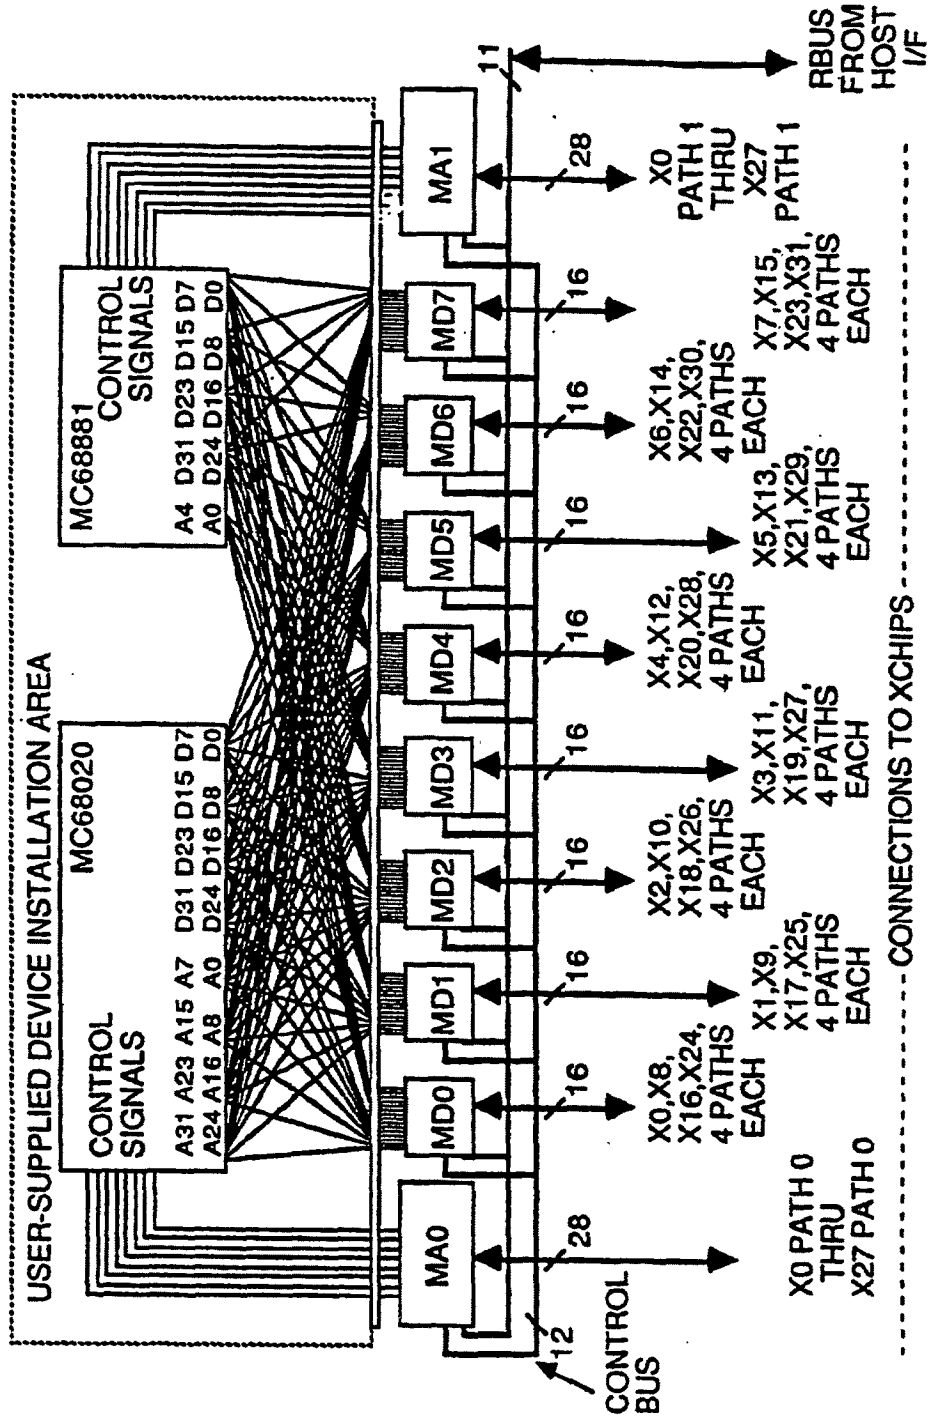 USER-SUPPLIED DEVICE INSTALLATION AREA
MC68020
CONTROL
SIGNALS
A31 A23 A15 A7 D31 D23 D15 D7
A24 A16 A8 A0 D24 D16 D8 D0
MC68881
CONTROL
SIGNALS
A4 D31 D23 D15 D7
A0 D24 D16 D8 D0
MA0
MD0
MD1
MD2
MD3
MD4
MD5
MD6
MD7
MA1
11
12
CONTROL
BUS
28
16
16
16
16
16
16
16
16
28
X0 PATH 0
THRU
X27 PATH 0
X0,X8,
X16,X24,
4 PATHS
EACH
X1,X9,
X17,X25,
4 PATHS
EACH
X2,X10,
X18,X26,
4 PATHS
EACH
X3,X11,
X19,X27,
4 PATHS
EACH
X4,X12,
X20,X28,
4 PATHS
EACH
X5,X13,
X21,X29,
4 PATHS
EACH
X6,X14,
X22,X30,
4 PATHS
EACH
X7,X15,
X23,X31,
4 PATHS
EACH
X0
PATH 1
THRU
X27
PATH 1
RBUS
FROM
HOST
I/F
CONNECTIONS TO XCHIPS